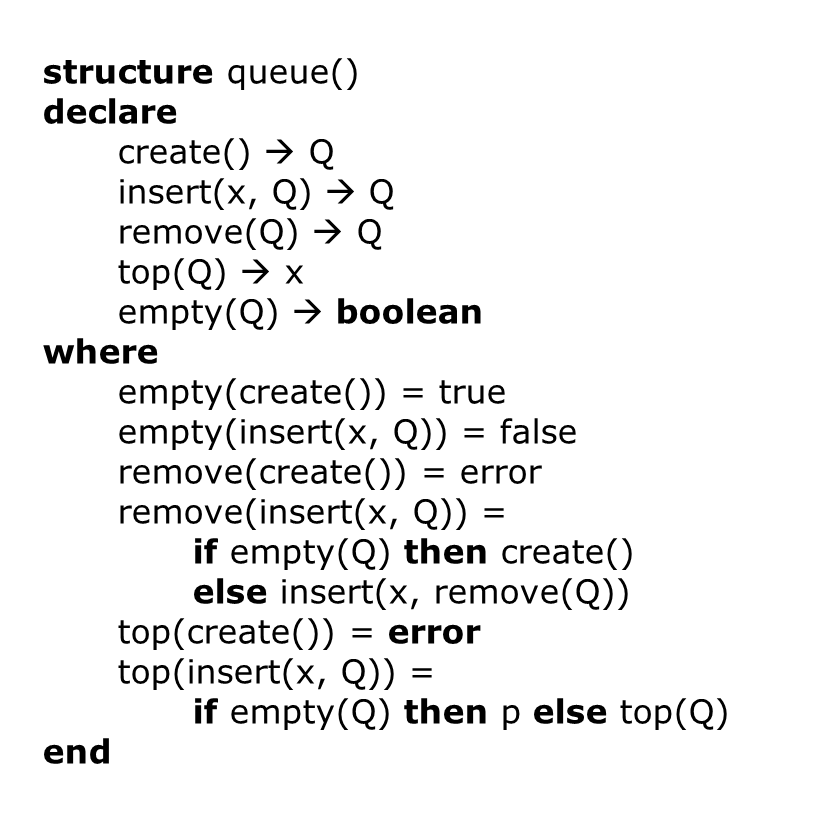 structure queue()
declare
create() → Q
insert(x, Q) → Q
remove(Q) → Q
top(Q) → x
empty(Q) → boolean
where
empty(create()) = true
empty(insert(x, Q)) = false
remove(create()) = error
remove(insert(x, Q)) =
if empty(Q) then create()
else insert(x, remove(Q))
top(create()) = error
top(insert(x, Q)) =
if empty(Q) then p else top(Q)
end